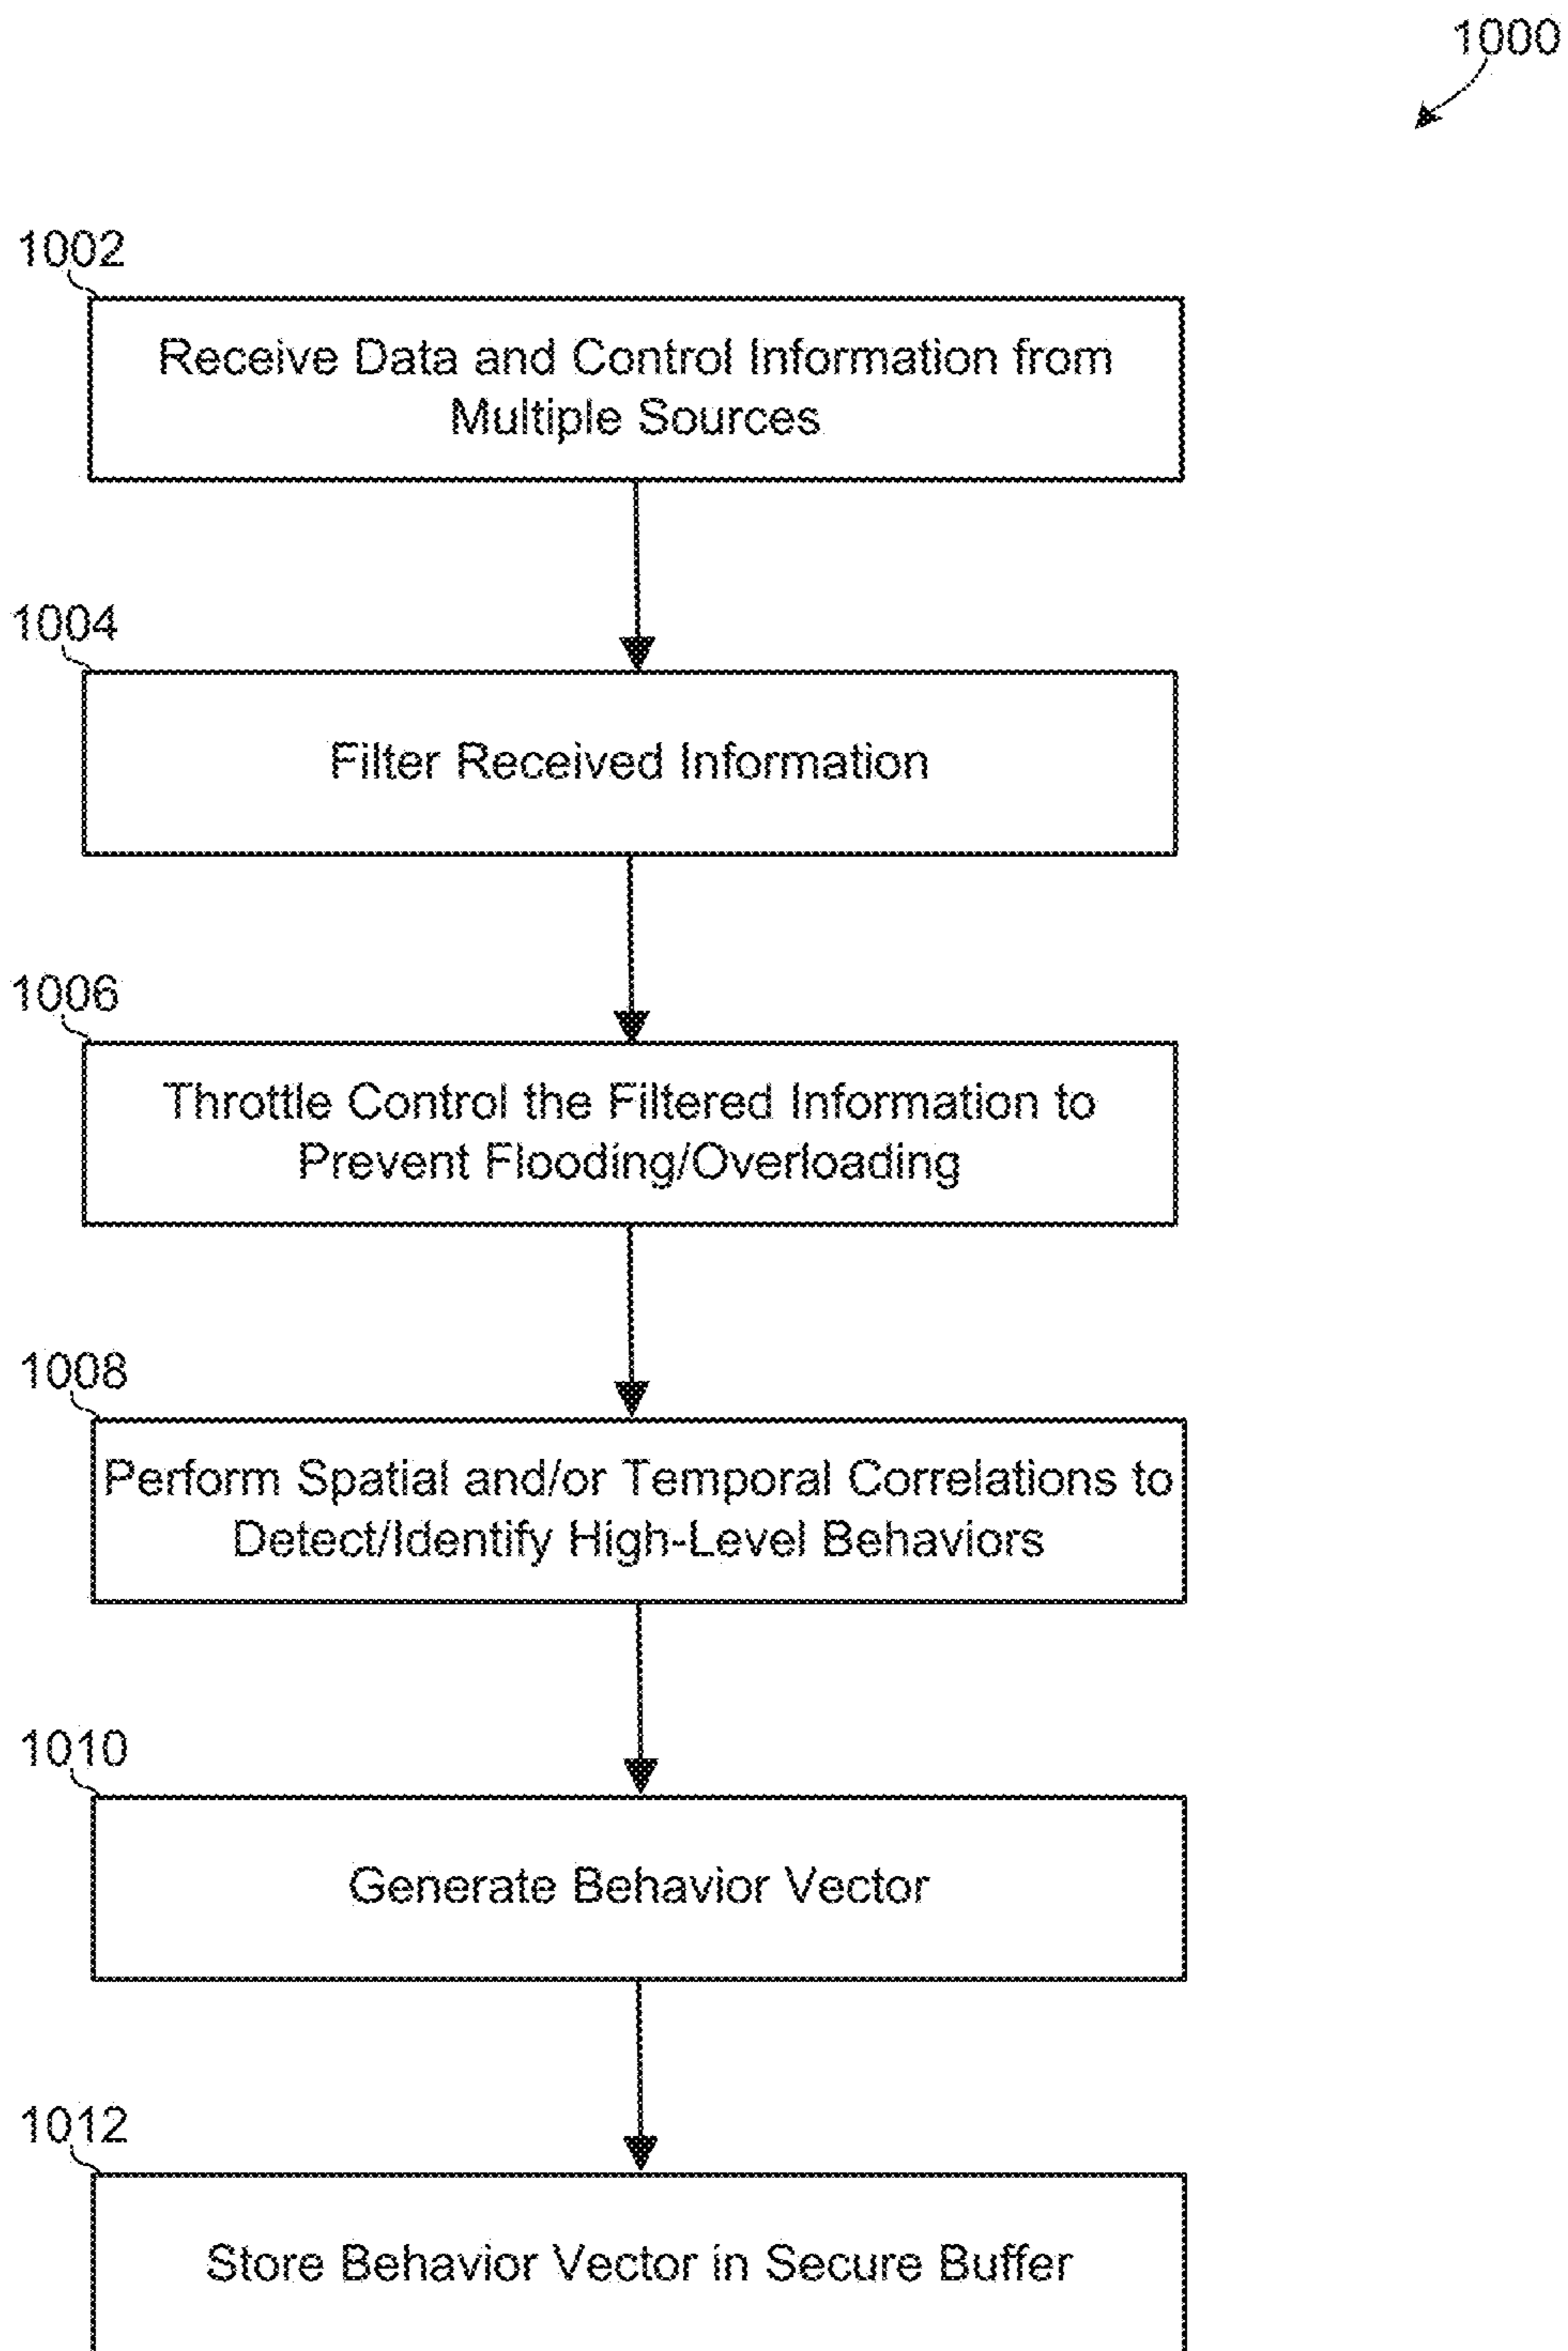 1000
1002
Receive Data and Control Information from
Multiple Sources
1004
Filter Received Information
1006
Throttle Control the Filtered Information to
Prevent Flooding/Overloading
1008
Perform Spatial and/or Temporal Correlations to
Detect/Identify High-Level Behaviors
1010
Generate Behavior Vector
1012
Store Behavior Vector in Secure Buffer